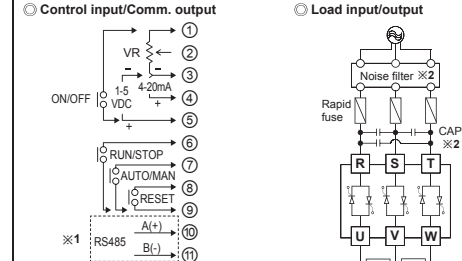 ◎ Control input/Comm. output
①
VR ②
③
1-5 VDC
4-20mA
④
ON/OFF
+
+
⑤
⑥
RUN/STOP
⑦
AUTO/MAN
⑧
RESET
⑨
※1 RS485
A(+) ⑩
B(-) ⑪
◎ Load input/output
Noise filter ※2
Rapid
fuse
CAP
※2
R S T
U V W